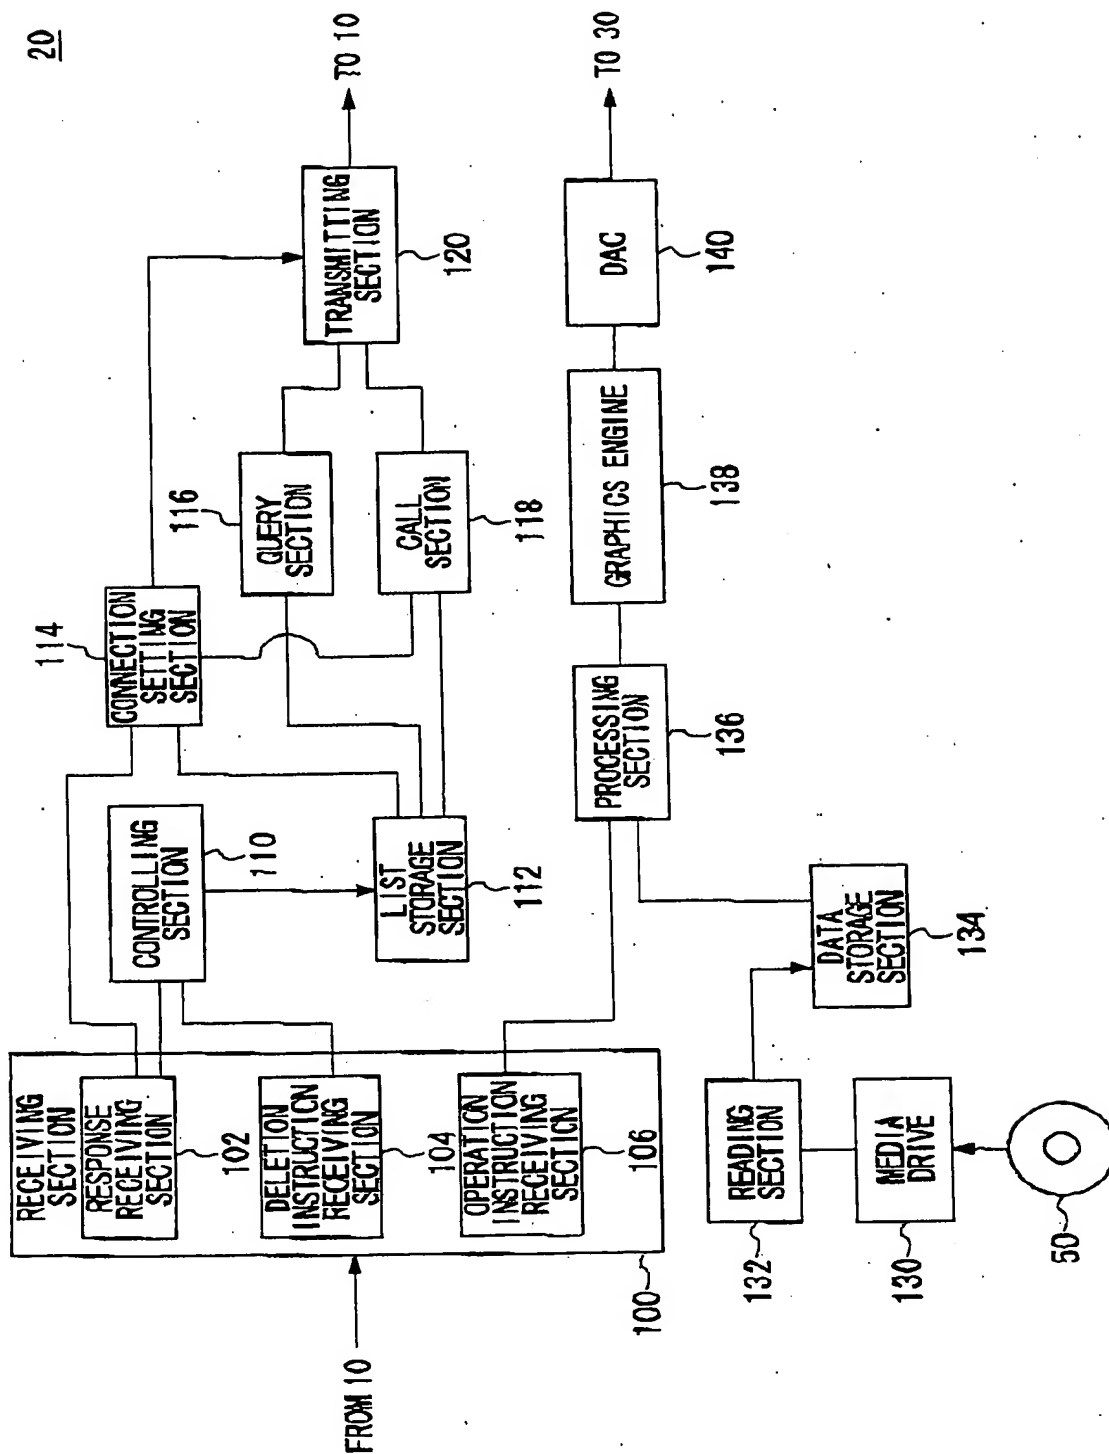 20
FROM 10
RECEIVING
SECTION
RESPONSE
RECEIVING
SECTION
102
DELETION
INSTRUCTION
RECEIVING
SECTION
104
OPERATION
INSTRUCTION
RECEIVING
SECTION
106
100
CONTROLLING
SECTION
110
LIST
STORAGE
SECTION
112
114
CONNECTION
SETTING
SECTION
116
QUERY
SECTION
CALL
SECTION
118
TRANSMITTING
SECTION
120
TO 10
READING
SECTION
132
MEDIA
DRIVE
130
50
DATA
STORAGE
SECTION
134
PROCESSING
SECTION
136
GRAPHICS ENGINE
138
DAC
140
TO 30